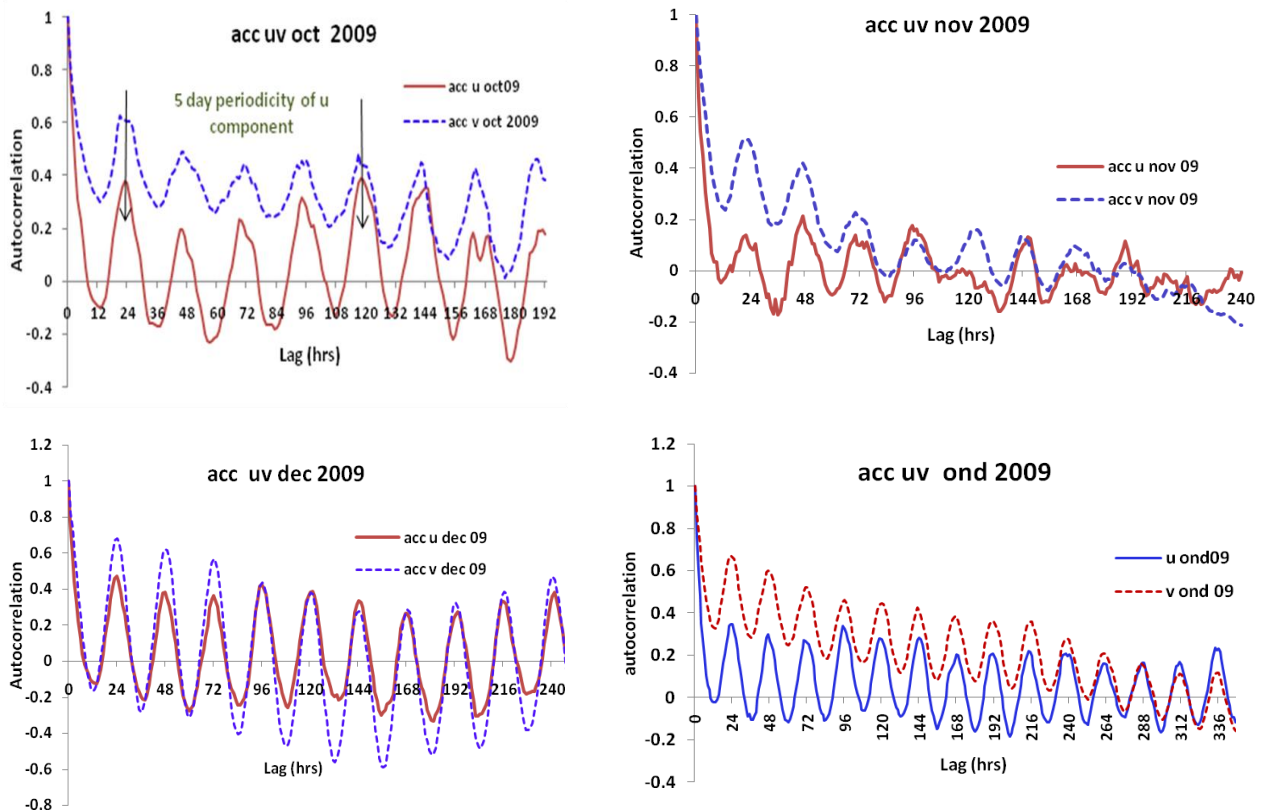 acc uv oct 2009
acc u oct09
acc v oct 2009
5 day periodicity of u
component
Autocorrelation
1
0.8
0.6
0.4
0.2
0
-0.2
-0.4
0 12 24 36 48 60 72 84 96 108 120 132 144 156 168 180 192
Lag (hrs)
acc uv nov 2009
acc u nov 09
acc v nov 09
Autocorrelation
1
0.8
0.6
0.4
0.2
0
-0.2
-0.4
0 24 48 72 96 120 144 168 192 216 240
Lag (hrs)
acc uv dec 2009
acc u dec 09
acc v dec 09
Autocorrelation
1.2
1
0.8
0.6
0.4
0.2
0
-0.2
-0.4
-0.6
-0.8
0 24 48 72 96 120 144 168 192 216 240
Lag (hrs)
acc uv ond 2009
u ond09
v ond 09
autocorrelation
1.2
1
0.8
0.6
0.4
0.2
0
-0.2
-0.4
0 24 48 72 96 120 144 168 192 216 240 264 288 312 336
Lag (hrs)